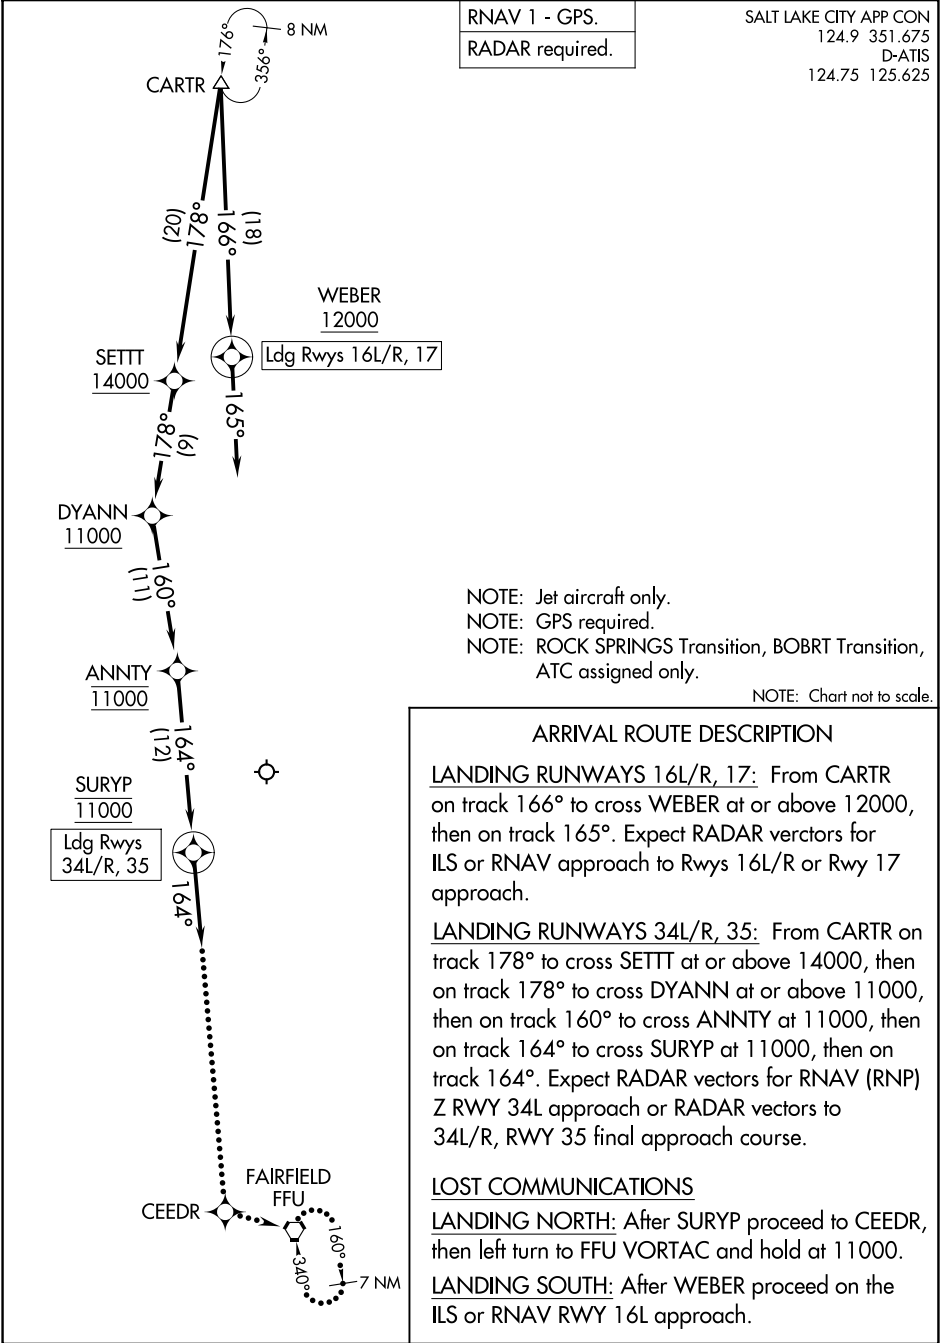 RNAV 1 - GPS.
RADAR required.
SALT LAKE CITY APP CON
124.9 351.675
D-ATIS
124.75 125.625
176°
356°
8 NM
CARTR
(20)
178°
166°
(18)
WEBER
12000
Ldg Rwys 16L/R, 17
165°
SETTT
14000
178°
(6)
DYANN
11000
160°
(11)
ANNTY
11000
164°
(12)
SURYP
11000
Ldg Rwys
34L/R, 35
164°
CEEDR
FAIRFIELD
FFU
160°
340°
7 NM
NOTE: Jet aircraft only.
NOTE: GPS required.
NOTE: ROCK SPRINGS Transition, BOBRT Transition,
ATC assigned only.
NOTE: Chart not to scale.
ARRIVAL ROUTE DESCRIPTION
LANDING RUNWAYS 16L/R, 17: From CARTR
on track 166° to cross WEBER at or above 12000,
then on track 165°. Expect RADAR verctors for
ILS or RNAV approach to Rwys 16L/R or Rwy 17
approach.
LANDING RUNWAYS 34L/R, 35: From CARTR on
track 178° to cross SETTT at or above 14000, then
on track 178° to cross DYANN at or above 11000,
then on track 160° to cross ANNTY at 11000, then
on track 164° to cross SURYP at 11000, then on
track 164°. Expect RADAR vectors for RNAV (RNP)
Z RWY 34L approach or RADAR vectors to
34L/R, RWY 35 final approach course.
LOST COMMUNICATIONS
LANDING NORTH: After SURYP proceed to CEEDR,
then left turn to FFU VORTAC and hold at 11000.
LANDING SOUTH: After WEBER proceed on the
ILS or RNAV RWY 16L approach.